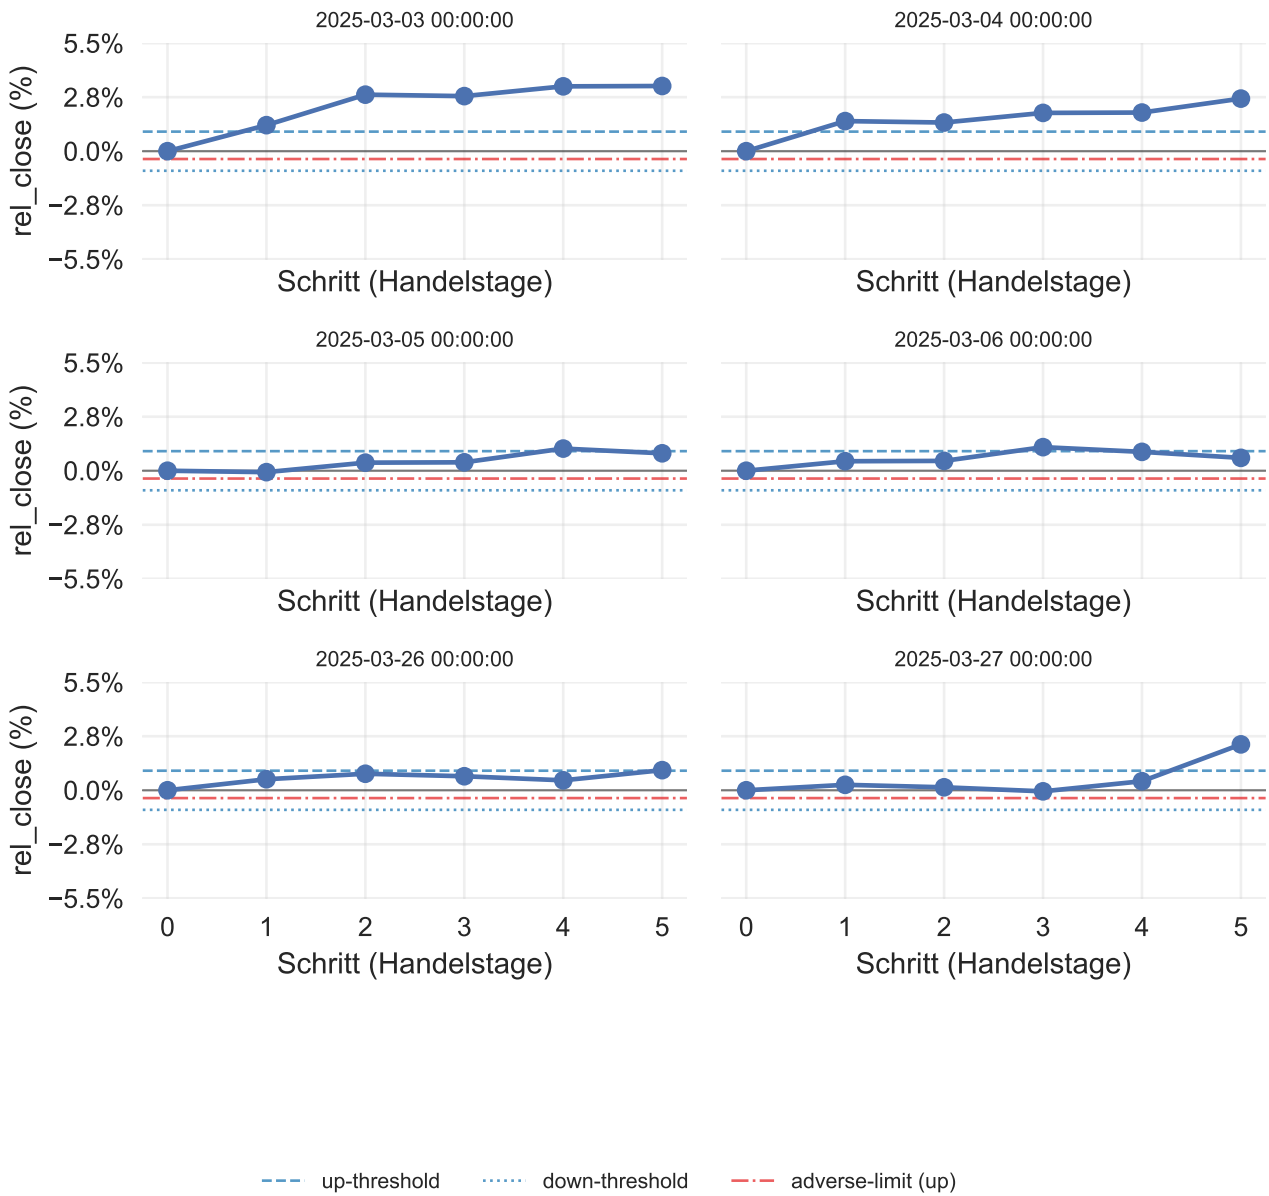 2025-03-03 00:00:00
2025-03-04 00:00:00
rel_close (%)
5.5%
2.8%
0.0%
−2.8%
−5.5%
Schritt (Handelstage)
Schritt (Handelstage)
2025-03-05 00:00:00
2025-03-06 00:00:00
rel_close (%)
5.5%
2.8%
0.0%
−2.8%
−5.5%
Schritt (Handelstage)
Schritt (Handelstage)
2025-03-26 00:00:00
2025-03-27 00:00:00
rel_close (%)
5.5%
2.8%
0.0%
−2.8%
−5.5%
0 1 2 3 4 5
0 1 2 3 4 5
Schritt (Handelstage)
Schritt (Handelstage)
up-threshold
down-threshold
adverse-limit (up)